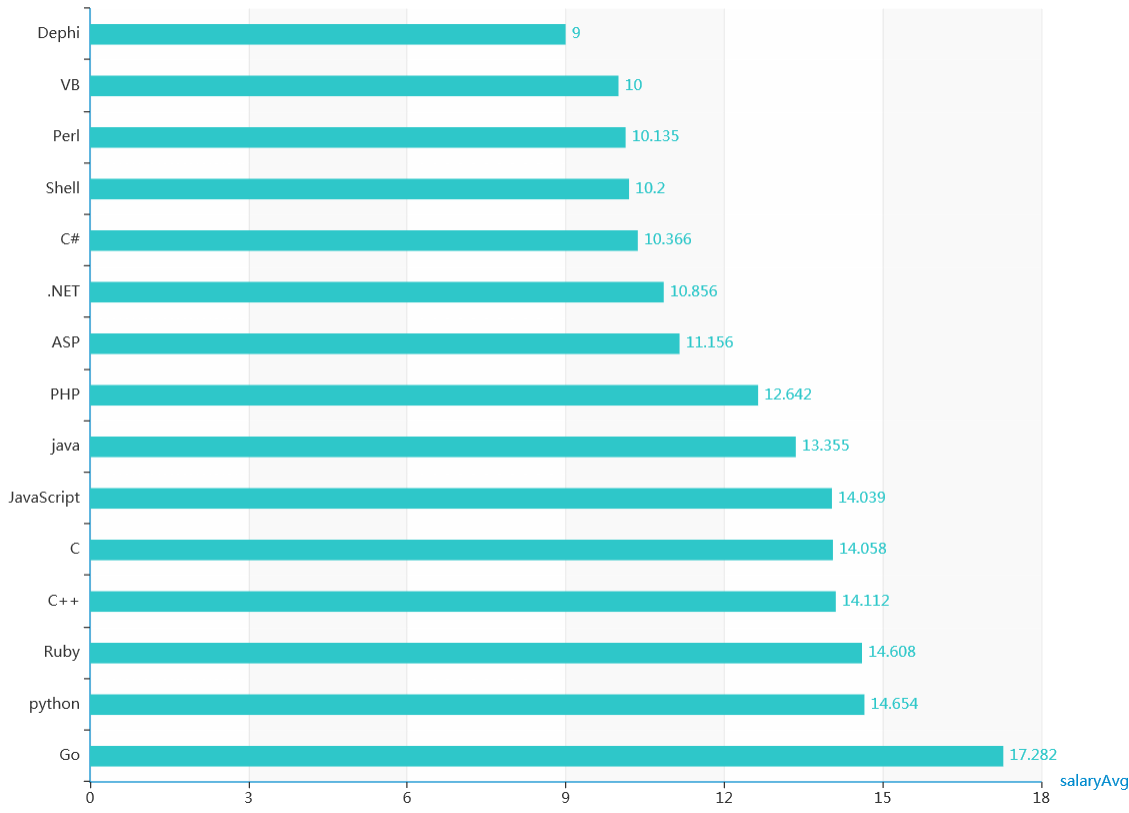 Dephi 9
VB 10
Perl 10.135
Shell 10.2
C# 10.366
.NET 10.856
ASP 11.156
PHP 12.642
java 13.355
JavaScript 14.039
C 14.058
C++ 14.112
Ruby 14.608
python 14.654
Go 17.282
salaryAvg
0 3 6 9 12 15 18